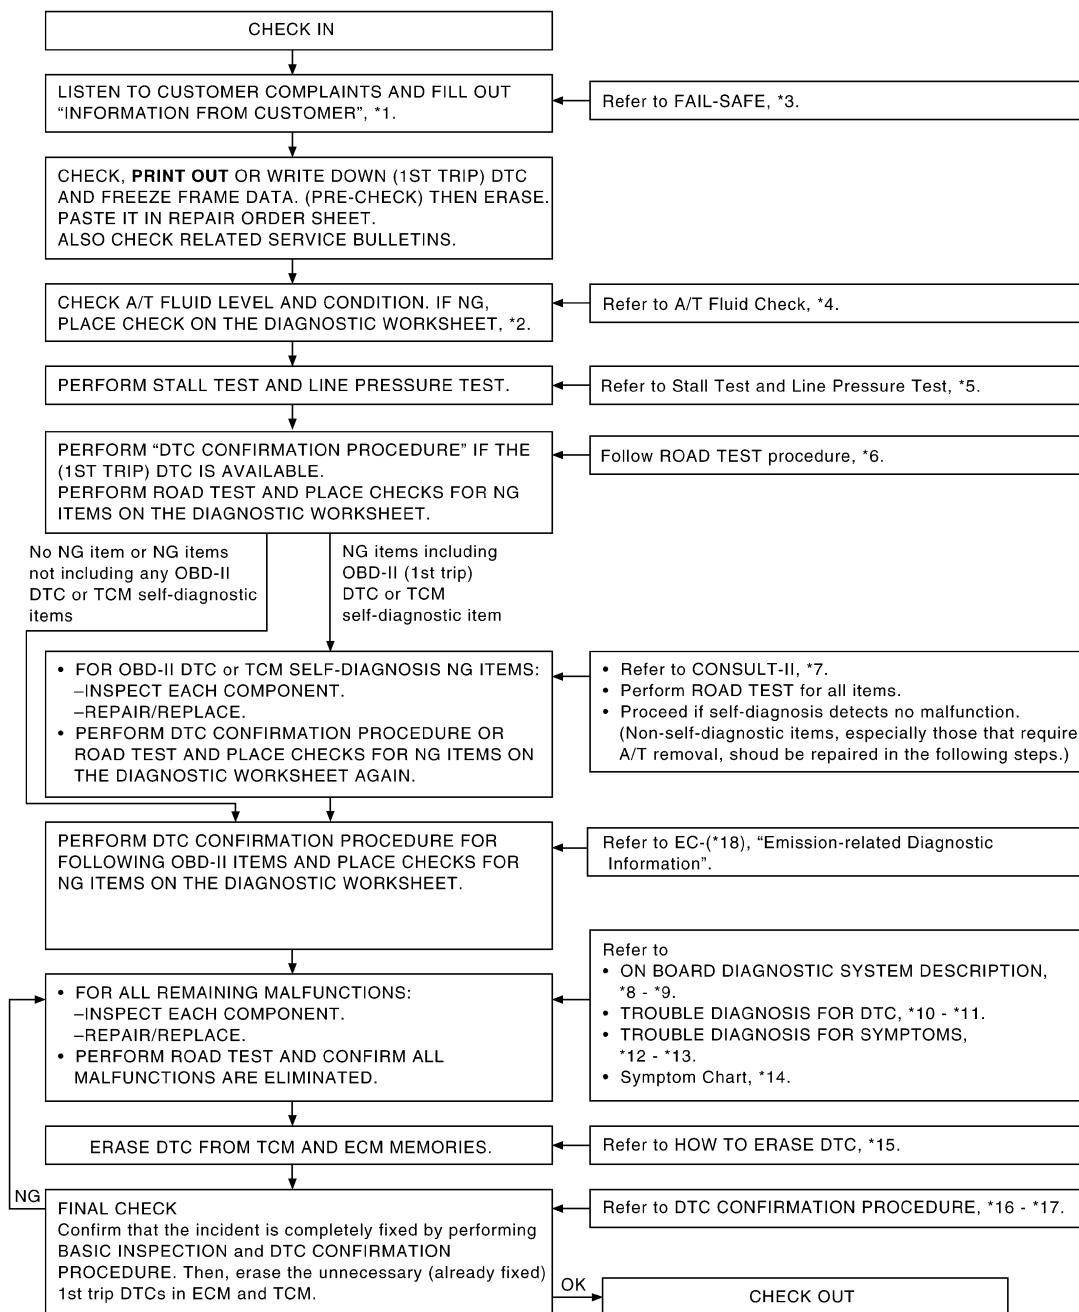 CHECK IN
LISTEN TO CUSTOMER COMPLAINTS AND FILL OUT
“INFORMATION FROM CUSTOMER”, *1.
Refer to FAIL-SAFE, *3.
CHECK, PRINT OUT OR WRITE DOWN (1ST TRIP) DTC
AND FREEZE FRAME DATA. (PRE-CHECK) THEN ERASE.
PASTE IT IN REPAIR ORDER SHEET.
ALSO CHECK RELATED SERVICE BULLETINS.
CHECK A/T FLUID LEVEL AND CONDITION. IF NG,
PLACE CHECK ON THE DIAGNOSTIC WORKSHEET, *2.
Refer to A/T Fluid Check, *4.
PERFORM STALL TEST AND LINE PRESSURE TEST.
Refer to Stall Test and Line Pressure Test, *5.
PERFORM “DTC CONFIRMATION PROCEDURE” IF THE
(1ST TRIP) DTC IS AVAILABLE.
PERFORM ROAD TEST AND PLACE CHECKS FOR NG
ITEMS ON THE DIAGNOSTIC WORKSHEET.
Follow ROAD TEST procedure, *6.
No NG item or NG items
not including any OBD-II
DTC or TCM self-diagnostic
items
NG items including
OBD-II (1st trip)
DTC or TCM
self-diagnostic item
• FOR OBD-II DTC or TCM SELF-DIAGNOSIS NG ITEMS:
–INSPECT EACH COMPONENT.
–REPAIR/REPLACE.
• PERFORM DTC CONFIRMATION PROCEDURE OR
ROAD TEST AND PLACE CHECKS FOR NG ITEMS ON
THE DIAGNOSTIC WORKSHEET AGAIN.
• Refer to CONSULT-II, *7.
• Perform ROAD TEST for all items.
• Proceed if self-diagnosis detects no malfunction.
(Non-self-diagnostic items, especially those that require
A/T removal, shoud be repaired in the following steps.)
PERFORM DTC CONFIRMATION PROCEDURE FOR
FOLLOWING OBD-II ITEMS AND PLACE CHECKS FOR
NG ITEMS ON THE DIAGNOSTIC WORKSHEET.
Refer to EC-(*18), “Emission-related Diagnostic
Information”.
• FOR ALL REMAINING MALFUNCTIONS:
–INSPECT EACH COMPONENT.
–REPAIR/REPLACE.
• PERFORM ROAD TEST AND CONFIRM ALL
MALFUNCTIONS ARE ELIMINATED.
Refer to
• ON BOARD DIAGNOSTIC SYSTEM DESCRIPTION,
*8 - *9.
• TROUBLE DIAGNOSIS FOR DTC, *10 - *11.
• TROUBLE DIAGNOSIS FOR SYMPTOMS,
*12 - *13.
• Symptom Chart, *14.
ERASE DTC FROM TCM AND ECM MEMORIES.
Refer to HOW TO ERASE DTC, *15.
NG
FINAL CHECK
Confirm that the incident is completely fixed by performing
BASIC INSPECTION and DTC CONFIRMATION
PROCEDURE. Then, erase the unnecessary (already fixed)
1st trip DTCs in ECM and TCM.
Refer to DTC CONFIRMATION PROCEDURE, *16 - *17.
OK
CHECK OUT